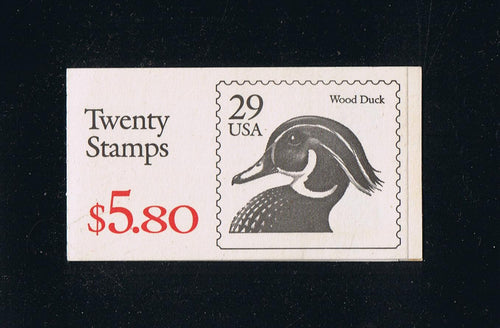 Twenty
Stamps
$5.80
29
USA
Wood Duck